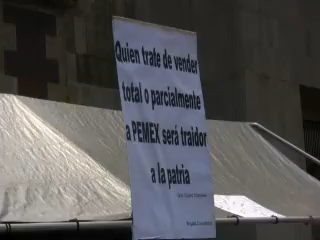 Quien trate de vender
total o parcialmente
a PEMEX será traidor
a la patria